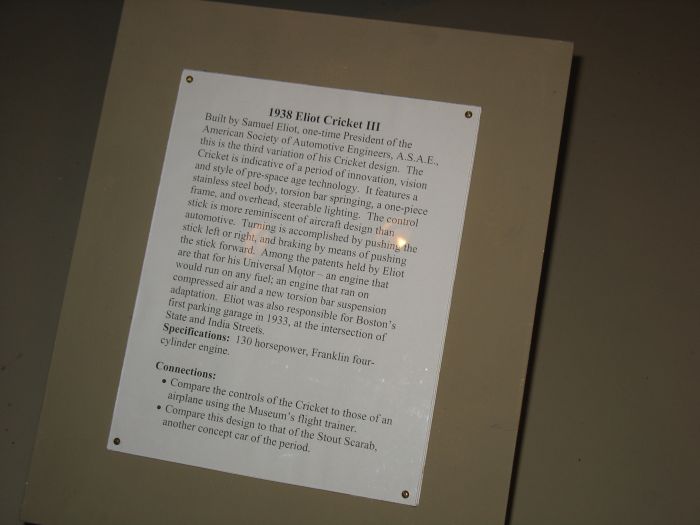 1938 Eliot Cricket III
Built by Samuel Eliot, one-time President of the
American Society of Automotive Engineers, A.S.A.E.,
this is the third variation of his Cricket design.  The
Cricket is indicative of a period of innovation, vision
and style of pre-space age technology.  It features a
stainless steel body, torsion bar springing, a one-piece
frame, and overhead, steerable lighting.  The control
stick is more reminiscent of aircraft design than
automotive.  Turning is accomplished by pushing the
stick left or right, and braking by means of pushing
the stick forward.  Among the patents held by Eliot
are that for his Universal Motor – an engine that
would run on any fuel; an engine that ran on
compressed air and a new torsion bar suspension
adaptation.  Eliot was also responsible for Boston's
first parking garage in 1933, at the intersection of
State and India Streets.
Specifications:  130 horsepower, Franklin four-
cylinder engine.
Connections:
• Compare the controls of the Cricket to those of an
airplane using the Museum's flight trainer.
• Compare this design to that of the Stout Scarab,
another concept car of the period.